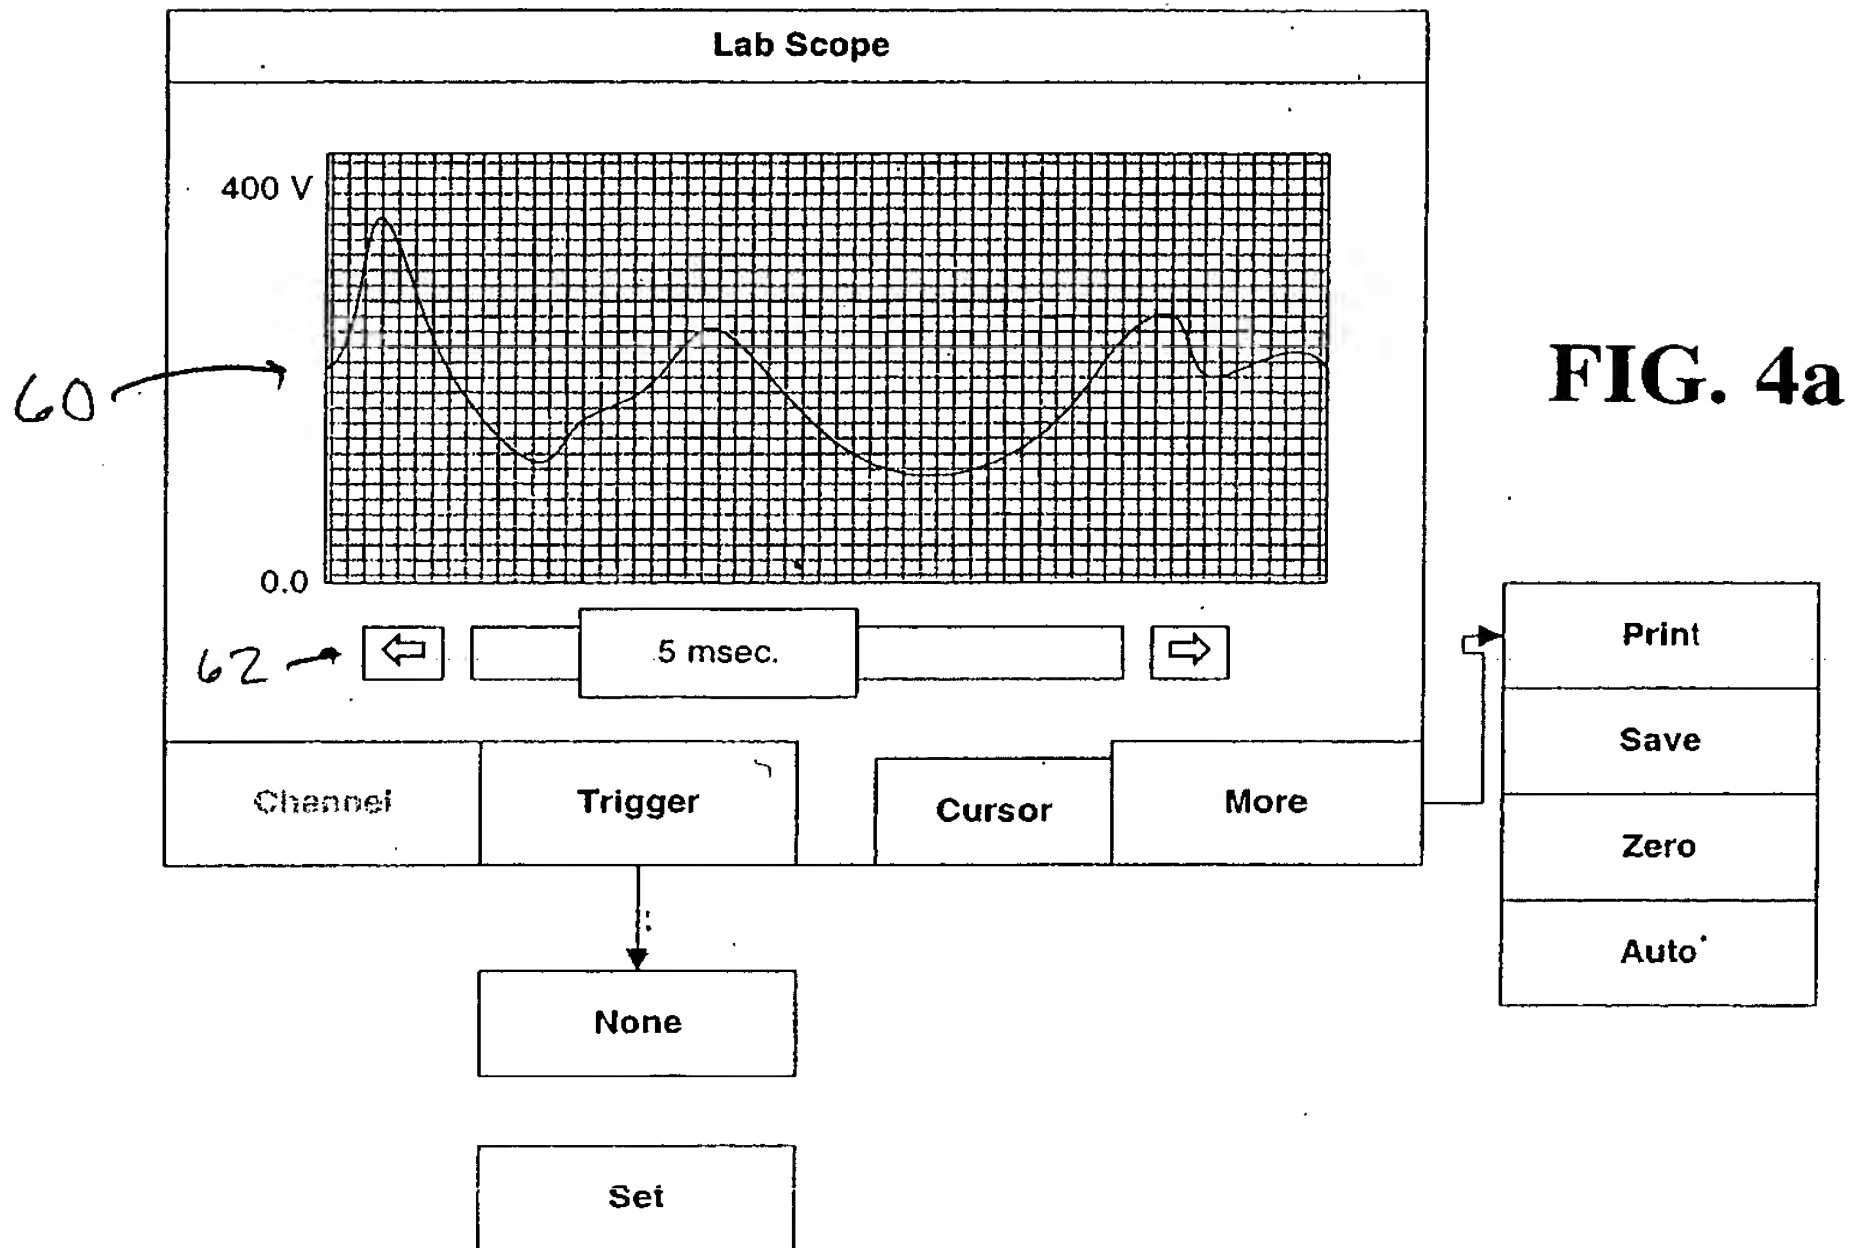 Lab Scope
400 V
60
FIG. 4a
0.0
62
5 msec.
Print
Save
Zero
Auto
Channel
Trigger
Cursor
More
None
Set